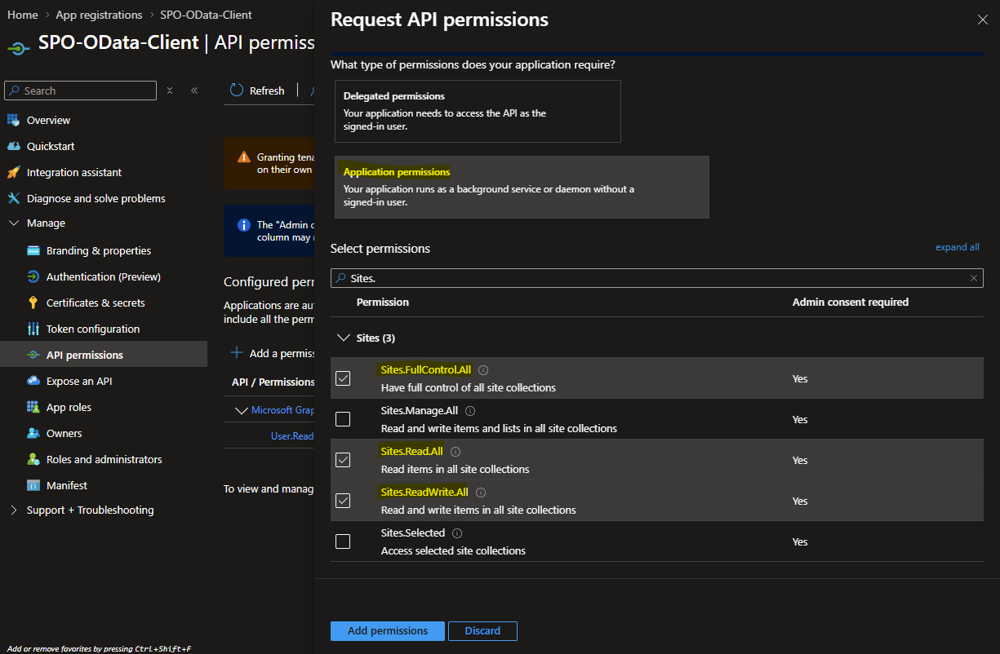 Home > App registrations > SPO-OData-Client
SPO-OData-Client | API permiss
Search
Overview
Quickstart
Integration assistant
Diagnose and solve problems
Manage
Branding & properties
Authentication (Preview)
Certificates & secrets
Token configuration
API permissions
Expose an API
App roles
Owners
Roles and administrators
Manifest
Support + Troubleshooting
Add or remove favorites by pressing Ctrl+Shift+F
Refresh
Granting tena
on their own
The "Admin c
column may
Configured perr
Applications are au
include all the perm
Add a permiss
API / Permissions
Microsoft Grap
User.Read
To view and manag
Request API permissions
What type of permissions does your application require?
Delegated permissions
Your application needs to access the API as the
signed-in user.
Application permissions
Your application runs as a background service or daemon without a
signed-in user.
Select permissions
expand all
Sites.
Permission Admin consent required
Sites (3)
Sites.FullControl.All
Have full control of all site collections
Yes
Sites.Manage.All
Read and write items and lists in all site collections
Yes
Sites.Read.All
Read items in all site collections
Yes
Sites.ReadWrite.All
Read and write items in all site collections
Yes
Sites.Selected
Access selected site collections
Yes
Add permissions
Discard